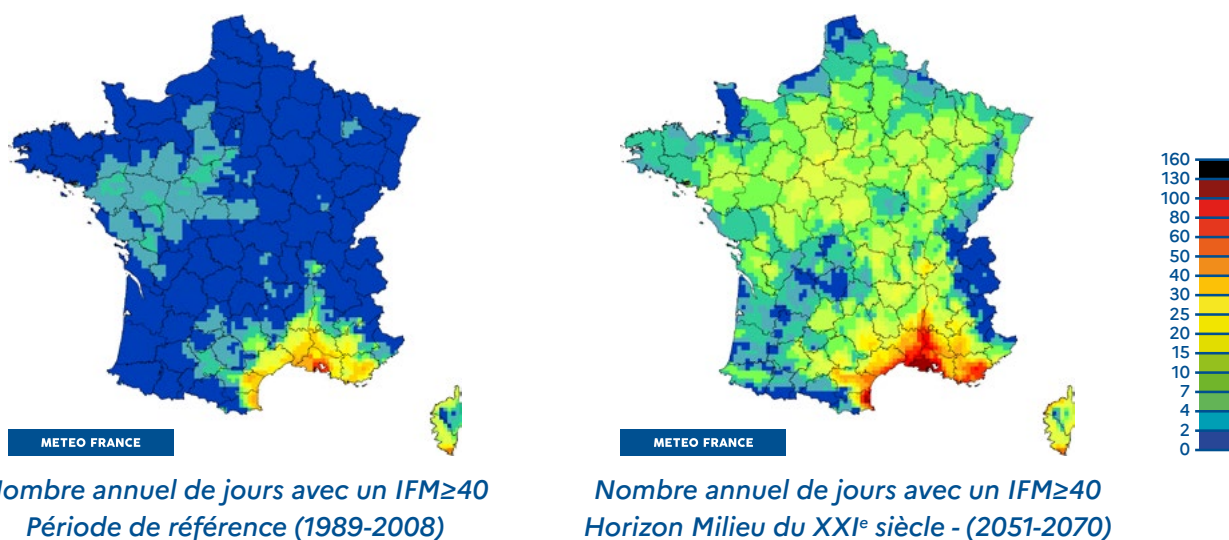 METEO FRANCE
METEO FRANCE
160
130
100
80
60
50
40
30
25
20
15
10
7
4
2
0
annuel de jours avec un IFM≥40
Période de référence (1989-2008)
Nombre annuel de jours avec un IFM≥40
Horizon Milieu du XXIe siècle - (2051-2070)